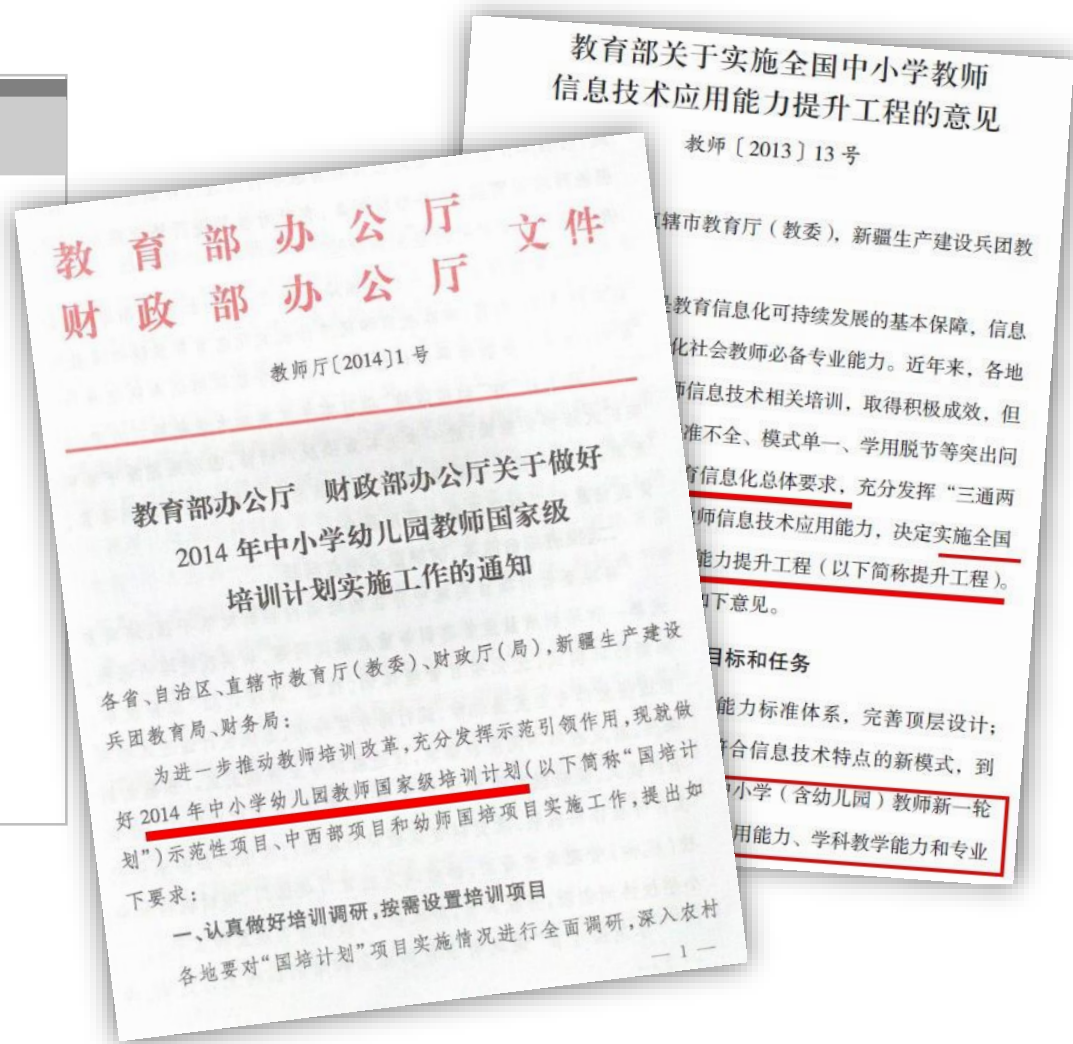 教育部关于实施全国中小学教师
信息技术应用能力提升工程的意见
教师〔2013〕13 号
辖市教育厅（教委），新疆生产建设兵团教
是教育信息化可持续发展的基本保障，信息
化社会教师必备专业能力。近年来，各地
师信息技术相关培训，取得积极成效，但
准不全、模式单一、学用脱节等突出问
育信息化总体要求，充分发挥 “三通两
师信息技术应用能力，决定实施全国
能力提升工程（以下简称提升工程）。
如下意见。
目标和任务
能力标准体系，完善顶层设计；
符合信息技术特点的新模式，到
中小学（含幼儿园）教师新一轮
用能力、学科教学能力和专业
教育部办公厅 文件
财政部办公厅
教师厅〔2014〕1 号
教育部办公厅 财政部办公厅关于做好
2014 年中小学幼儿园教师国家级
培训计划实施工作的通知
各省、自治区、直辖市教育厅(教委)、财政厅(局),新疆生产建设
兵团教育局、财务局:
为进一步推动教师培训改革,充分发挥示范引领作用,现就做
好 2014 年中小学幼儿园教师国家级培训计划(以下简称“国培计
划”)示范性项目、中西部项目和幼师国培项目实施工作,提出如
下要求:
一、认真做好培训调研,按需设置培训项目
各地要对“国培计划”项目实施情况进行全面调研,深入农村
— 1 —